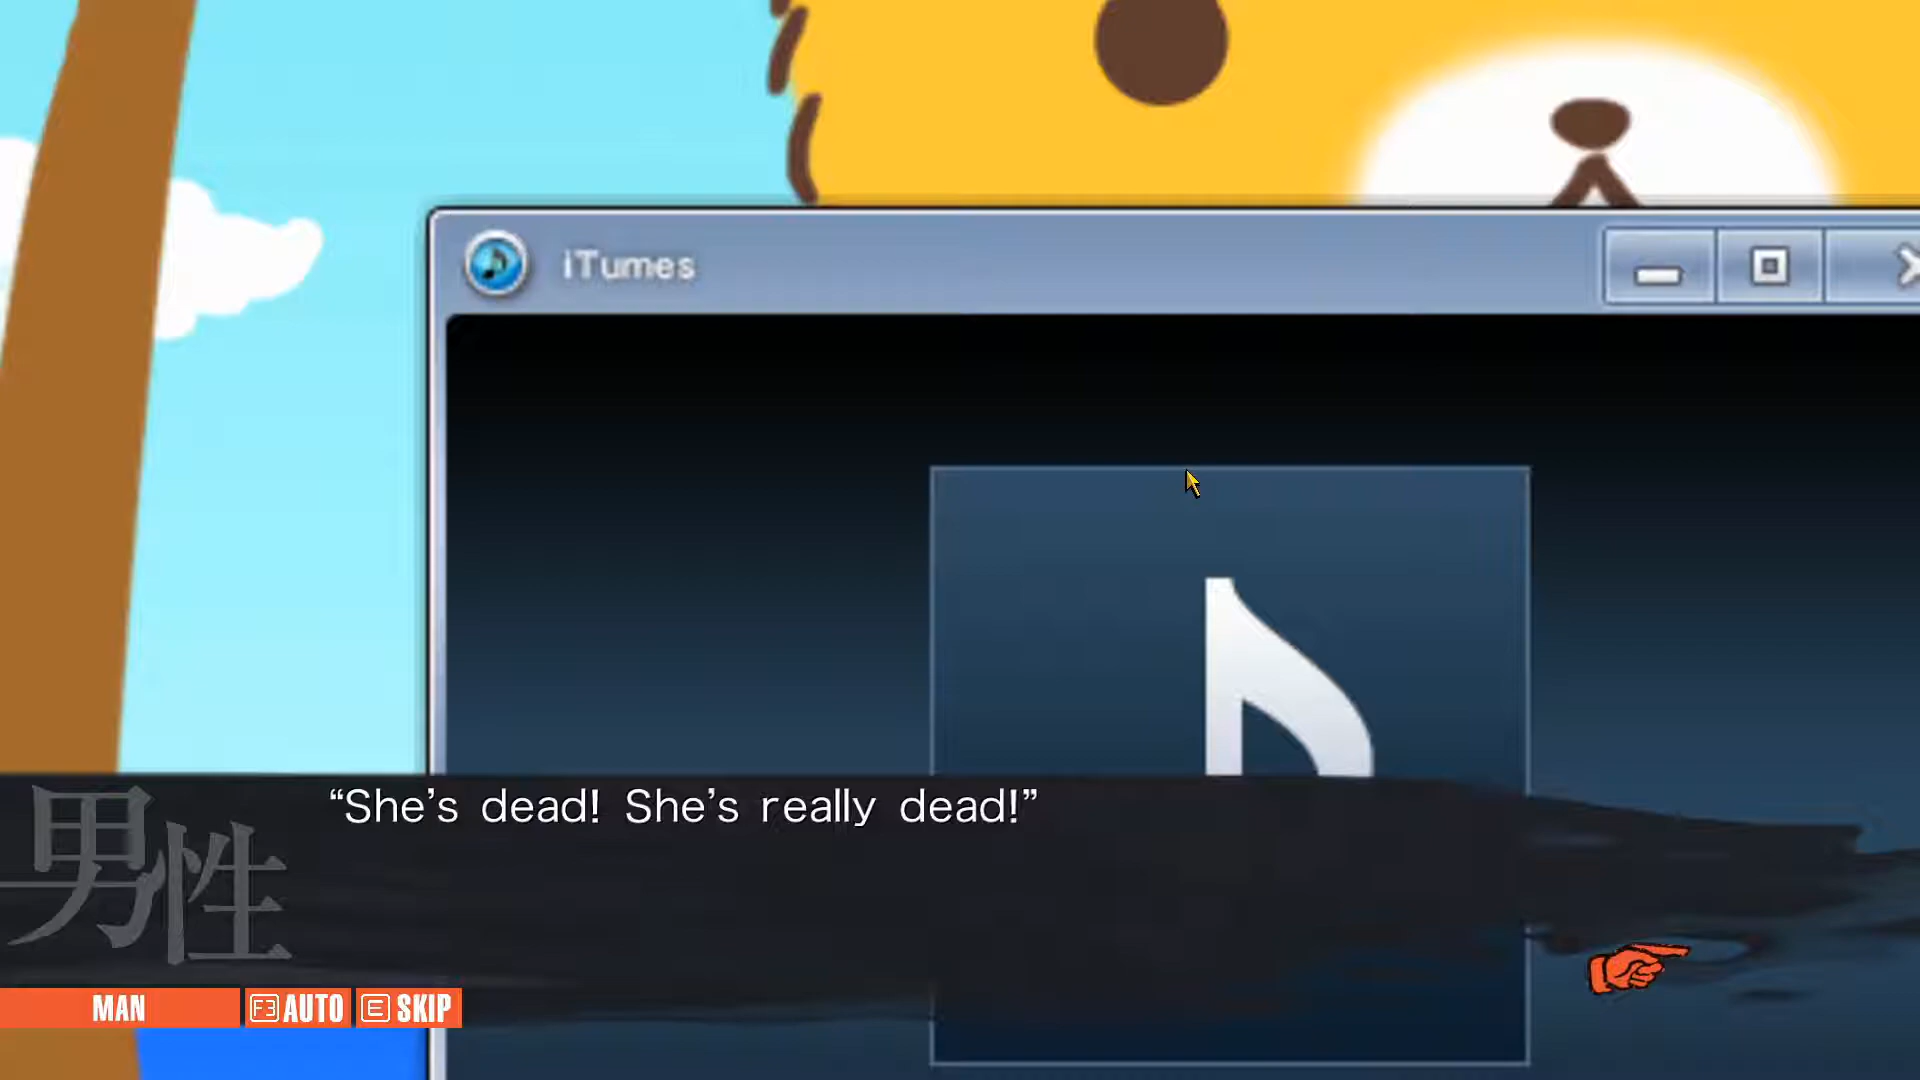 iTumes
“She’s dead! She’s really dead!”
男性
MAN
F3 AUTO
E SKIP